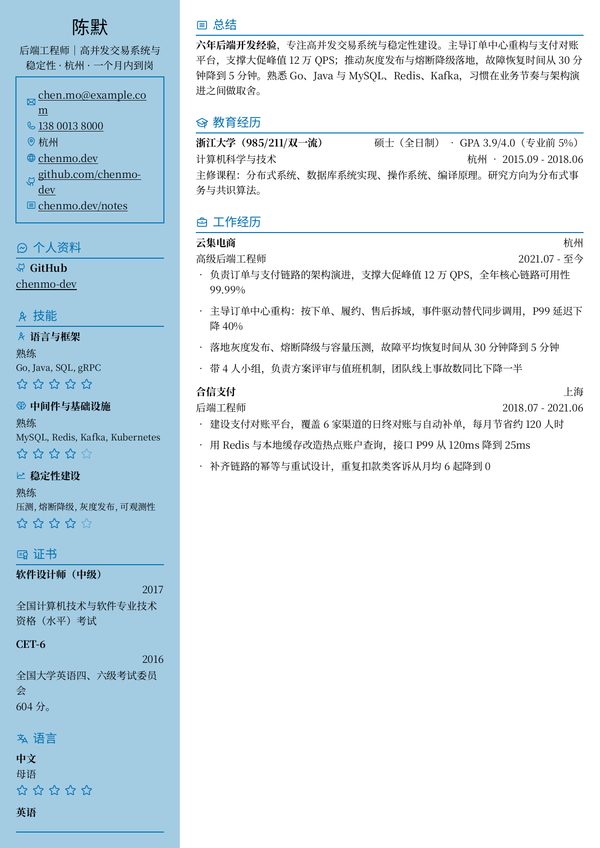 陈默
后端工程师｜高并发交易系统与
稳定性 · 杭州 · 一个月内到岗
chen.mo@example.co
m
138 0013 8000
杭州
chenmo.dev
github.com/chenmo-
dev
chenmo.dev/notes
个人资料
GitHub
chenmo-dev
技能
语言与框架
熟练
Go, Java, SQL, gRPC
中间件与基础设施
熟练
MySQL, Redis, Kafka, Kubernetes
稳定性建设
熟练
压测, 熔断降级, 灰度发布, 可观测性
证书
软件设计师（中级）
2017
全国计算机技术与软件专业技术
资格（水平）考试
CET-6
2016
全国大学英语四、六级考试委员
会
604 分。
语言
中文
母语
英语
总结
六年后端开发经验，专注高并发交易系统与稳定性建设。主导订单中心重构与支付对账
平台，支撑大促峰值 12 万 QPS；推动灰度发布与熔断降级落地，故障恢复时间从 30 分
钟降到 5 分钟。熟悉 Go、Java 与 MySQL、Redis、Kafka，习惯在业务节奏与架构演
进之间做取舍。
教育经历
浙江大学（985/211/双一流） 硕士（全日制） · GPA 3.9/4.0（专业前 5%）
计算机科学与技术 杭州 · 2015.09 - 2018.06
主修课程：分布式系统、数据库系统实现、操作系统、编译原理。研究方向为分布式事
务与共识算法。
工作经历
云集电商 杭州
高级后端工程师 2021.07 - 至今
· 负责订单与支付链路的架构演进，支撑大促峰值 12 万 QPS，全年核心链路可用性
99.99%
· 主导订单中心重构：按下单、履约、售后拆域，事件驱动替代同步调用，P99 延迟下
降 40%
· 落地灰度发布、熔断降级与容量压测，故障平均恢复时间从 30 分钟降到 5 分钟
· 带 4 人小组，负责方案评审与值班机制，团队线上事故数同比下降一半
合信支付 上海
后端工程师 2018.07 - 2021.06
· 建设支付对账平台，覆盖 6 家渠道的日终对账与自动补单，每月节省约 120 人时
· 用 Redis 与本地缓存改造热点账户查询，接口 P99 从 120ms 降到 25ms
· 补齐链路的幂等与重试设计，重复扣款类客诉从月均 6 起降到 0